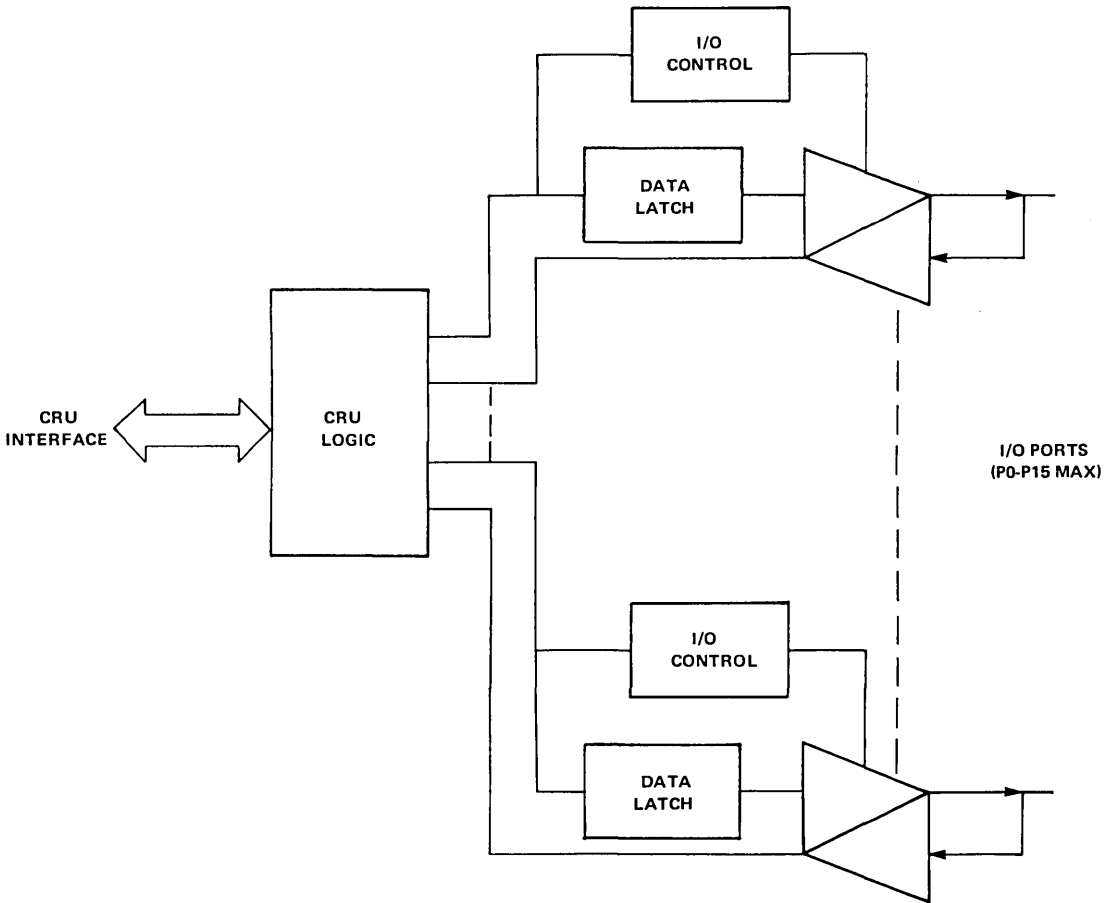 I/O
CONTROL
DATA
LATCH
CRU
INTERFACE
CRU
LOGIC
I/O PORTS
(P0-P15 MAX)
I/O
CONTROL
DATA
LATCH